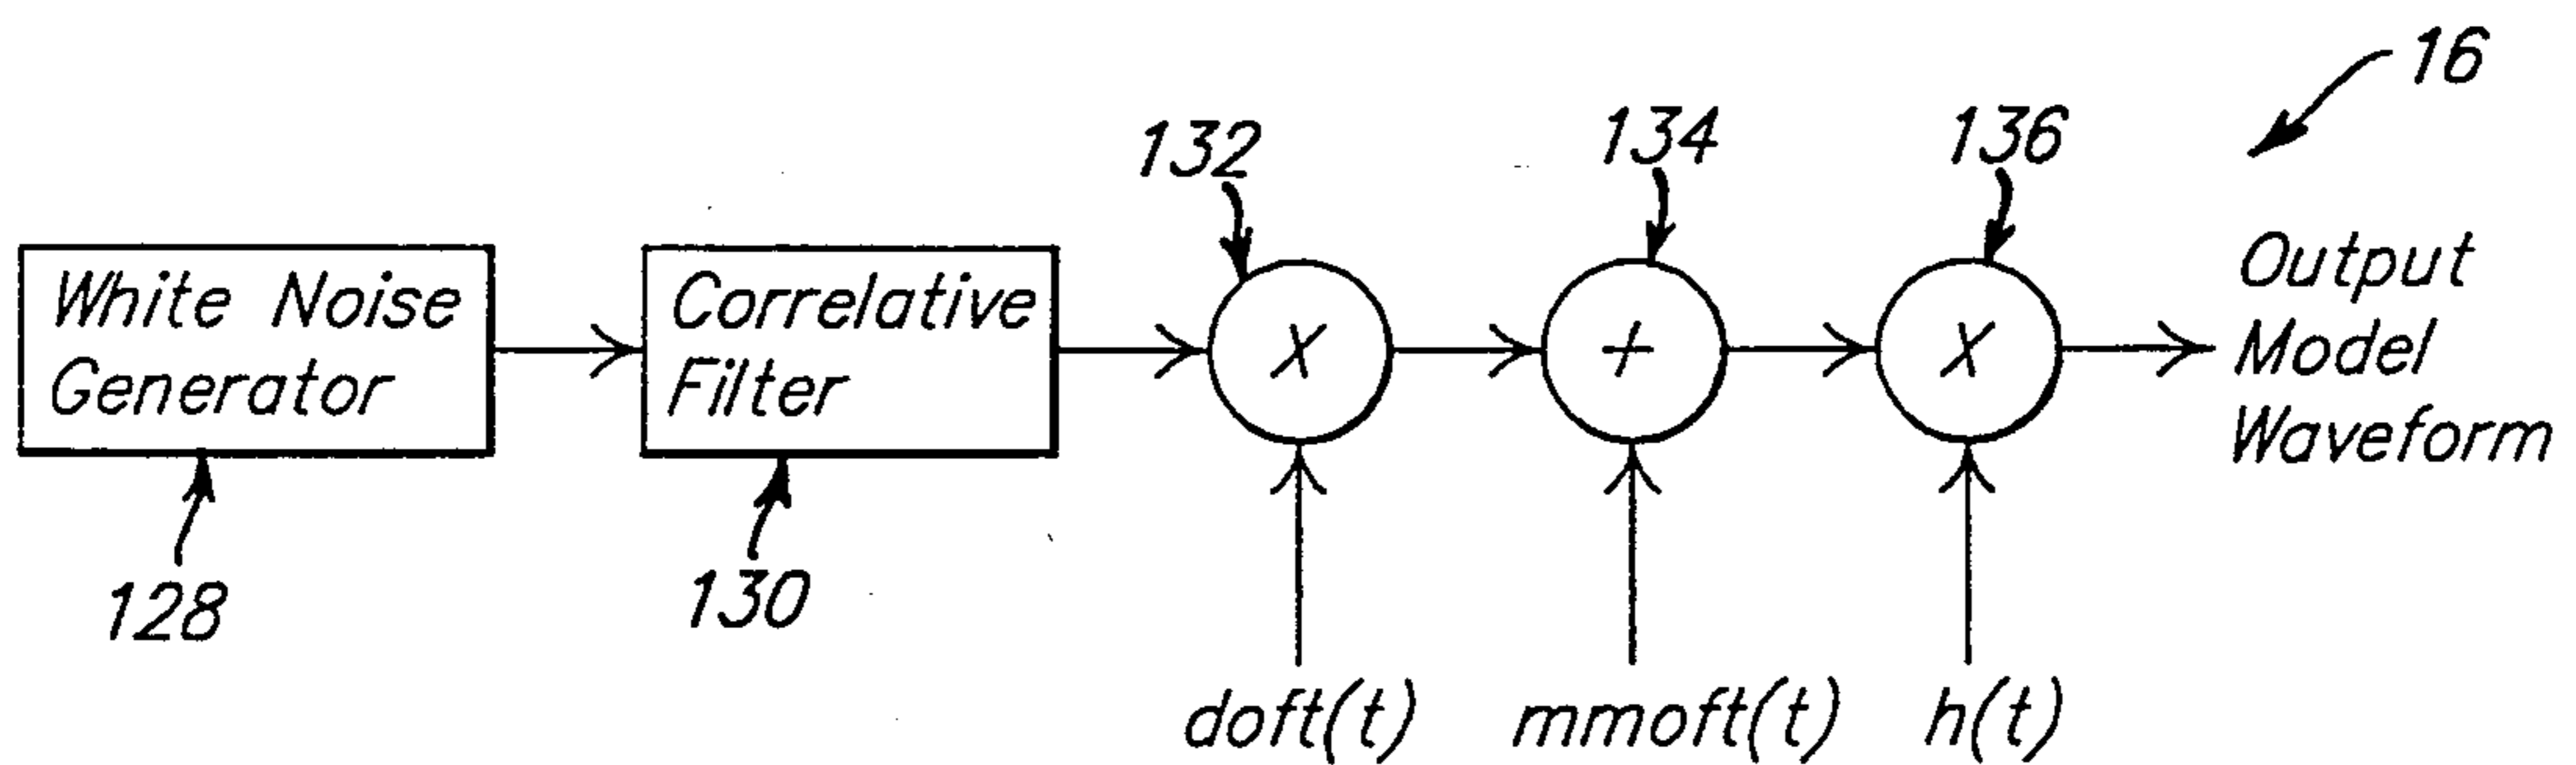 16
132
134
136
White Noise
Generator
Correlative
Filter
X
+
X
Output
Model
Waveform
128
130
doft(t)
mmoft(t)
h(t)